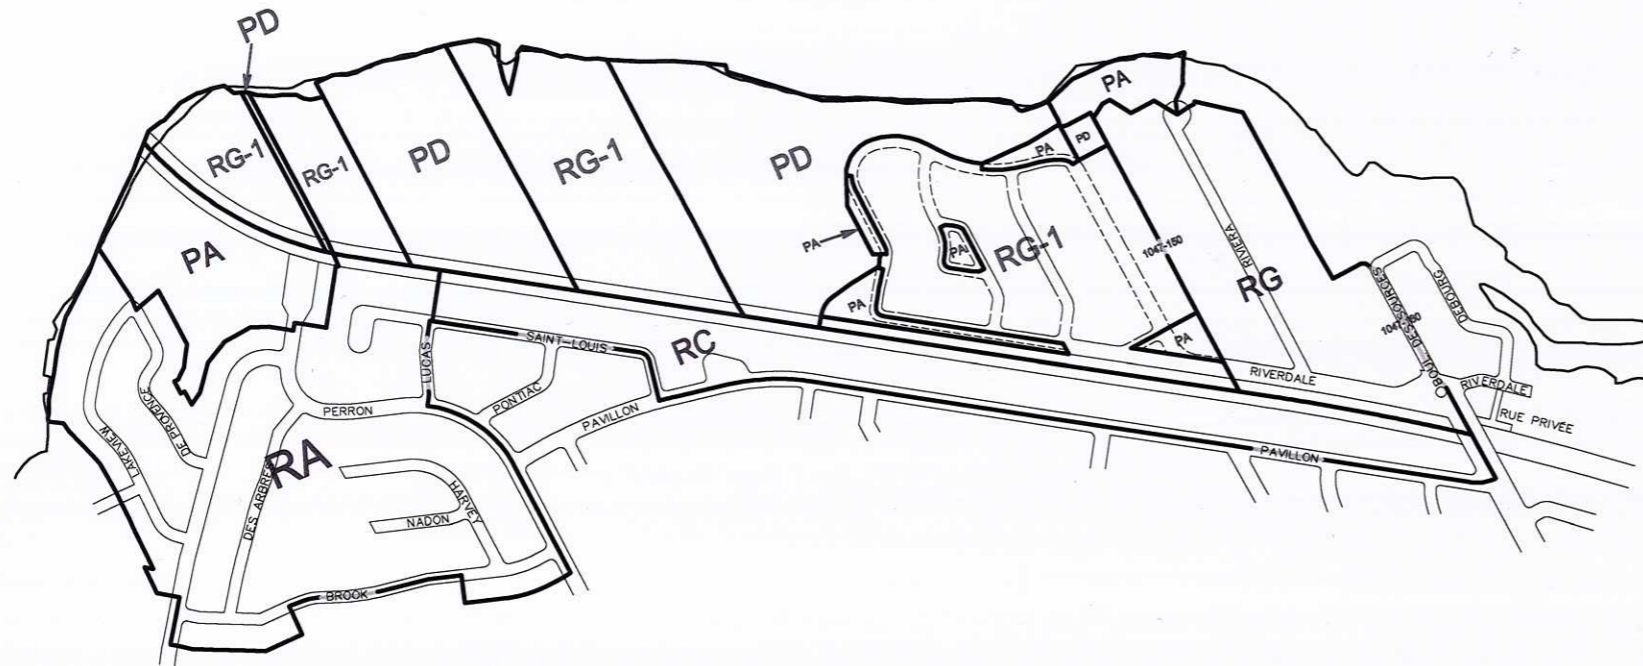 PD
PA
RG-1
RG-1
PD
RG-1
PD
PA
PD
PA
PA
PA
RG-1
1047-150
RIVIERA
RG
BOUL. DES SOURCES
DEBOURG
PA
PA
PA
RC
SAINT-LOUIS
LUCAS
PONTIAC
PAVILLON
RIVERDALE
RIVERDALE
RUE PRIVÉE
PERRON
LAKEVIEW
DE PROVENCE
RA
DES ARBRES
HARVEY
NADON
PAVILLON
BROOK